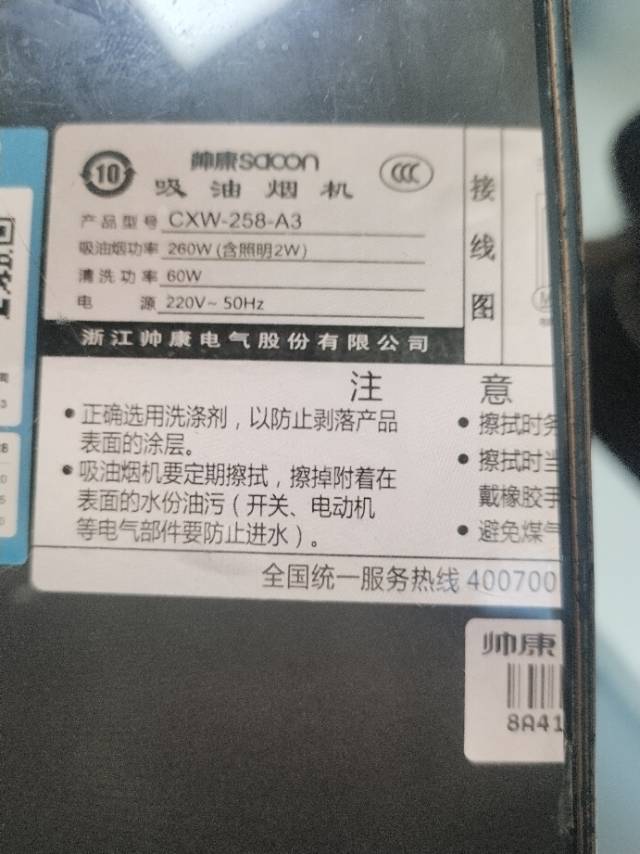 10
帅康sacon
CCC
吸油烟机
产品型号 CXW-258-A3
吸油烟功率 260W(含照明2W)
清洗功率 60W
电 源 220V~50Hz
浙江帅康电气股份有限公司
接线图
注 意
•正确选用洗涤剂,以防止剥落产品
表面的涂层。
•吸油烟机要定期擦拭,擦掉附着在
表面的水份油污(开关、电动机
等电气部件要防止进水)。
•擦拭时务
•擦拭时当
戴橡胶手
•避免煤气
全国统一服务热线 400700
帅康
8A41